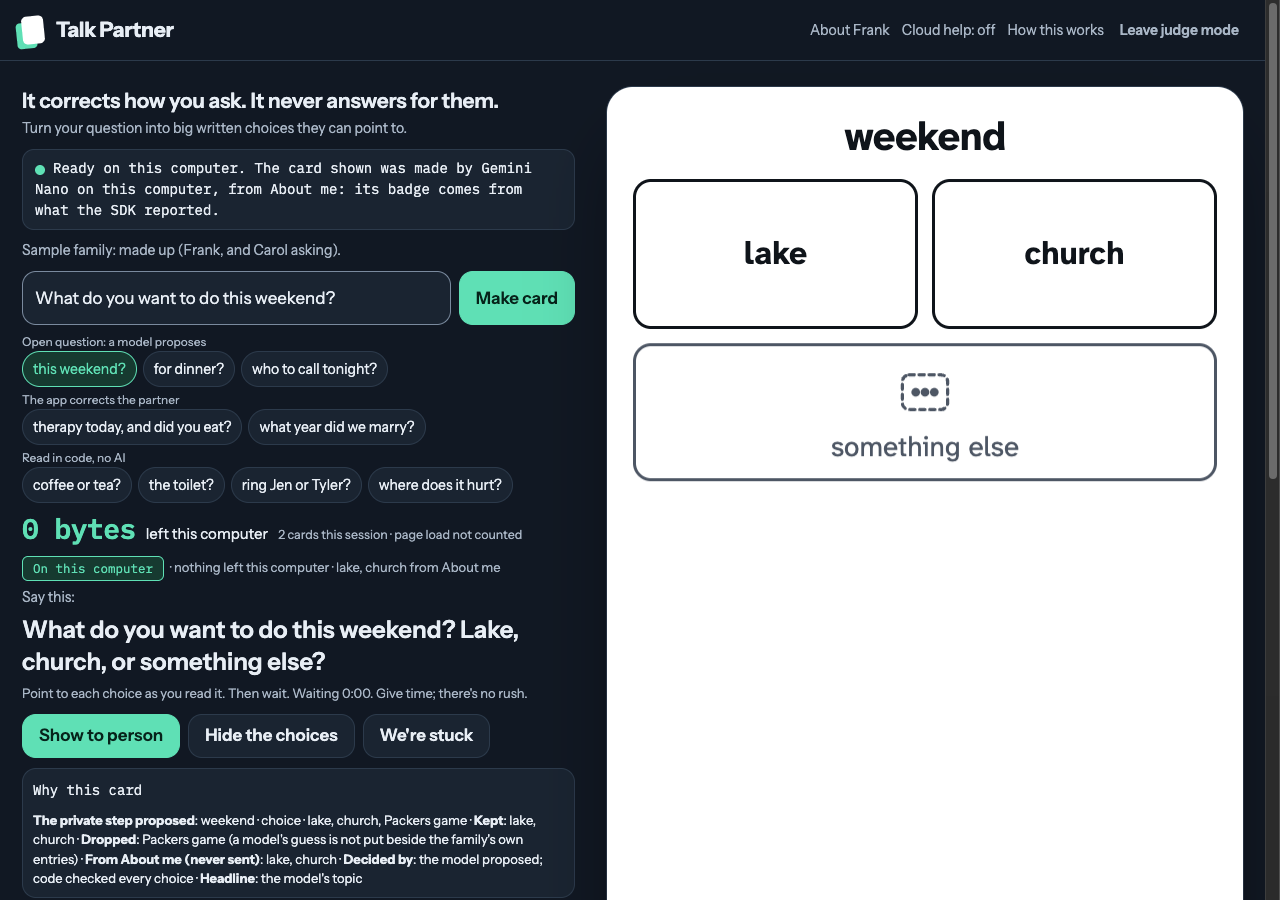 Talk Partner
About Frank
Cloud help: off
How this works
Leave judge mode
It corrects how you ask. It never answers for them.
Turn your question into big written choices they can point to.
Ready on this computer. The card shown was made by Gemini
Nano on this computer, from About me: its badge comes from
what the SDK reported.
Sample family: made up (Frank, and Carol asking).
What do you want to do this weekend?
Make card
Open question: a model proposes
this weekend?
for dinner?
who to call tonight?
The app corrects the partner
therapy today, and did you eat?
what year did we marry?
Read in code, no AI
coffee or tea?
the toilet?
ring Jen or Tyler?
where does it hurt?
0 bytes left this computer 2 cards this session · page load not counted
On this computer · nothing left this computer · lake, church from About me
Say this:
What do you want to do this weekend? Lake,
church, or something else?
Point to each choice as you read it. Then wait. Waiting 0:00. Give time; there's no rush.
Show to person
Hide the choices
We're stuck
Why this card
The private step proposed: weekend · choice · lake, church, Packers game · Kept: lake,
church · Dropped: Packers game (a model's guess is not put beside the family's own
entries) · From About me (never sent): lake, church · Decided by: the model proposed;
code checked every choice · Headline: the model's topic
weekend
lake
church
something else